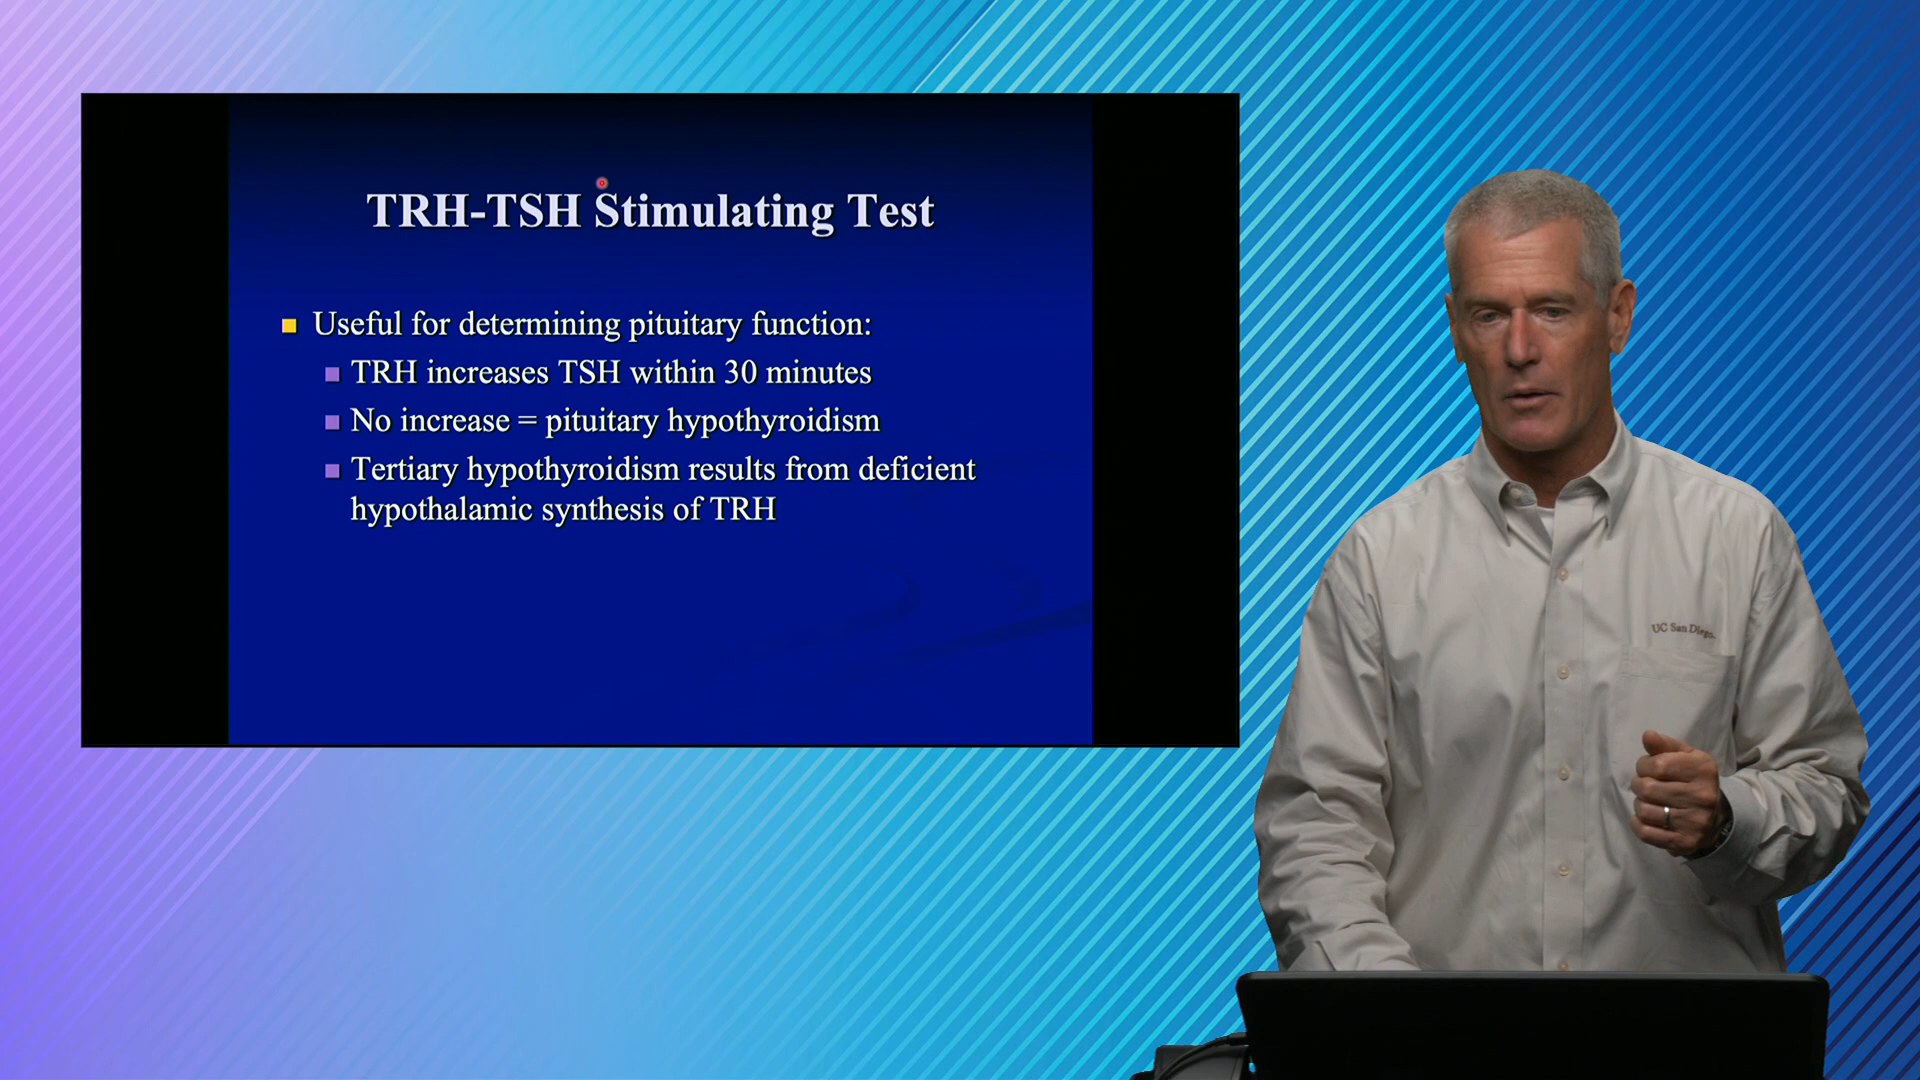 TRH-TSH Stimulating Test
Useful for determining pituitary function:
TRH increases TSH within 30 minutes
No increase = pituitary hypothyroidism
Tertiary hypothyroidism results from deficient
hypothalamic synthesis of TRH
UC San Diego